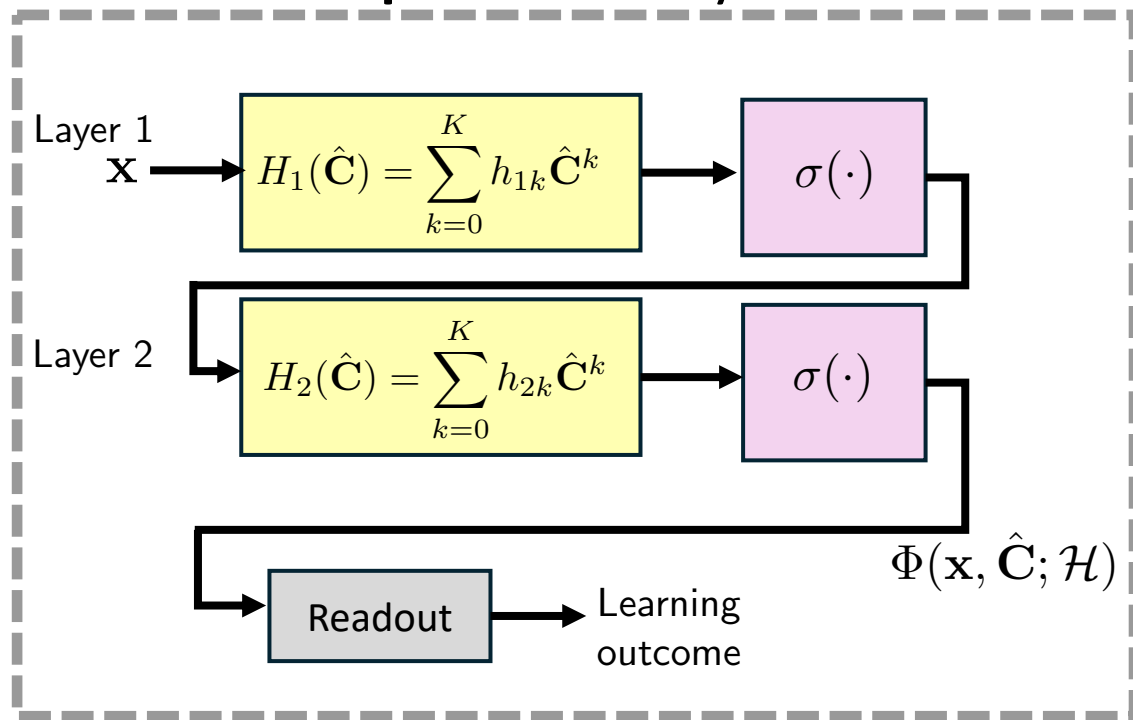 Layer 1
𝐱
H₁(Ĉ) = ∑_{k=0}^{K} h₁ₖĈᵏ
σ(·)
Layer 2
H₂(Ĉ) = ∑_{k=0}^{K} h₂ₖĈᵏ
σ(·)
Φ(𝐱, Ĉ; ℋ)
Readout
Learning
outcome